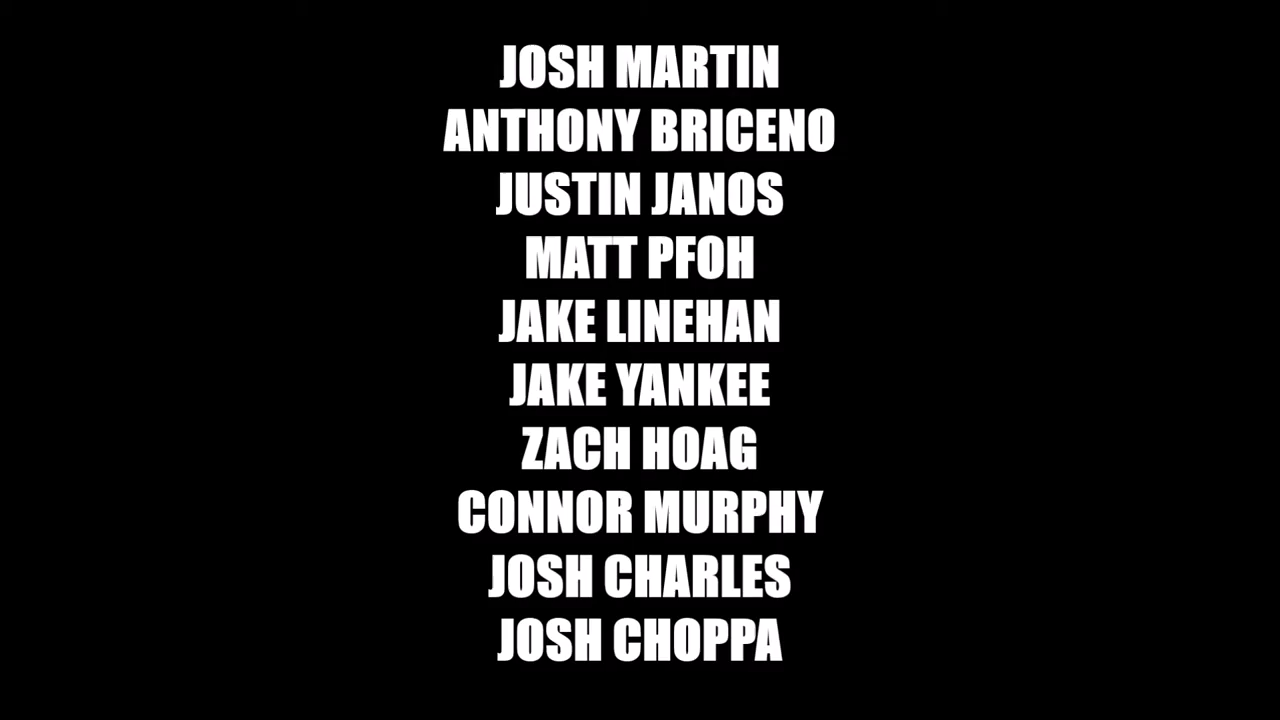 JOSH MARTIN
ANTHONY BRICENO
JUSTIN JANOS
MATT PFOH
JAKE LINEHAN
JAKE YANKEE
ZACH HOAG
CONNOR MURPHY
JOSH CHARLES
JOSH CHOPPA